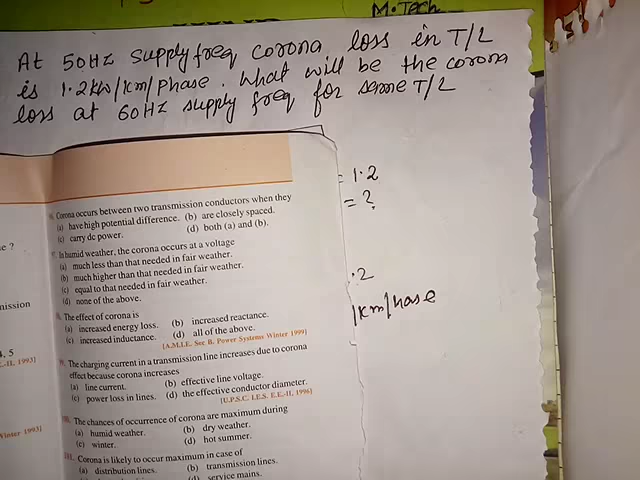 M.Tech
At 50HZ supply freq corona loss in T/L
is 1.2kw/km/phase. what will be the corona
loss at 60HZ supply freq for same T/L
= 1.2
= ?
.2
/km/hase
Corona occurs between two transmission conductors when they
(a) have high potential difference. (b) are closely spaced.
(c) carry dc power. (d) both (a) and (b).
In humid weather, the corona occurs at a voltage
(a) much less than that needed in fair weather.
(b) much higher than that needed in fair weather.
(c) equal to that needed in fair weather.
(d) none of the above.
The effect of corona is
(a) increased energy loss. (b) increased reactance.
(c) increased inductance. (d) all of the above.
[A.M.I.E. Sec B. Power Systems Winter 1999]
The charging current in a transmission line increases due to corona
effect because corona increases
(a) line current. (b) effective line voltage.
(c) power loss in lines. (d) the effective conductor diameter.
[U.P.S.C. I.E.S. E.E.-II, 1996]
The chances of occurrence of corona are maximum during
(a) humid weather. (b) dry weather.
(c) winter. (d) hot summer.
101. Corona is likely to occur maximum in case of
(a) distribution lines. (b) transmission lines.
(d) service mains.
e ?
mission
. 5
-II, 1993]
Winter 1993]